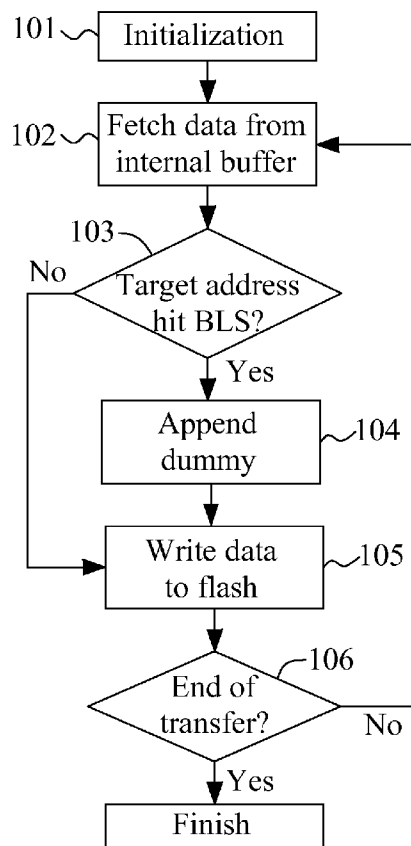 101
Initialization
102
Fetch data from
internal buffer
103
No
Target address
hit BLS?
Yes
Append
dummy
104
Write data
to flash
105
106
End of
transfer?
No
Yes
Finish